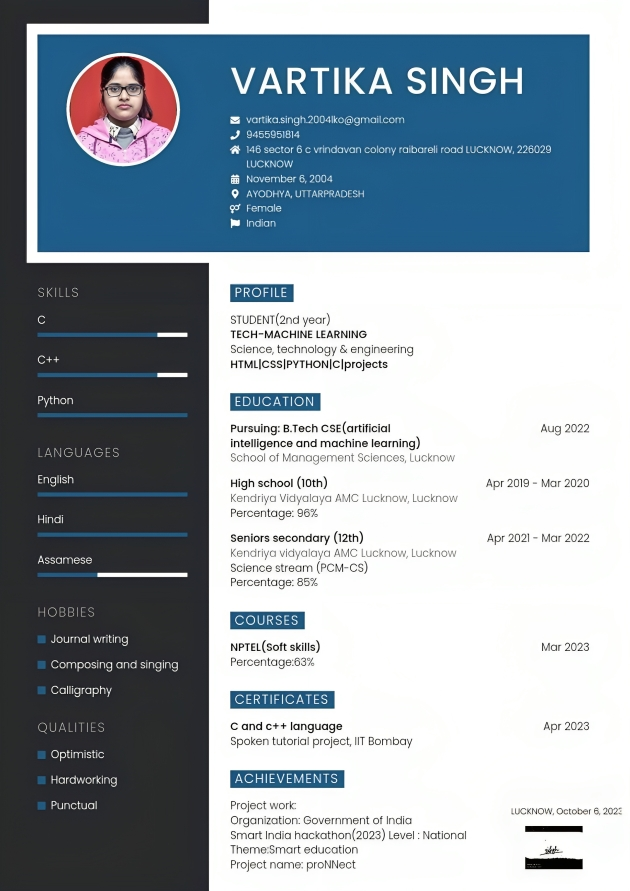 VARTIKA SINGH
vartika.singh.2004lko@gmail.com
9455951814
146 sector 6 c vrindavan colony raibareli road LUCKNOW, 226029
LUCKNOW
November 6, 2004
AYODHYA, UTTARPRADESH
Female
Indian
SKILLS
C
C++
Python
LANGUAGES
English
Hindi
Assamese
HOBBIES
Journal writing
Composing and singing
Calligraphy
QUALITIES
Optimistic
Hardworking
Punctual
PROFILE
STUDENT(2nd year)
TECH-MACHINE LEARNING
Science, technology & engineering
HTML|CSS|PYTHON|C|projects
EDUCATION
Pursuing: B.Tech CSE(artificial Aug 2022
intelligence and machine learning)
School of Management Sciences, Lucknow
High school (10th) Apr 2019 - Mar 2020
Kendriya Vidyalaya AMC Lucknow, Lucknow
Percentage: 96%
Seniors secondary (12th) Apr 2021 - Mar 2022
Kendriya vidyalaya AMC Lucknow, Lucknow
Science stream (PCM-CS)
Percentage: 85%
COURSES
NPTEL(Soft skills) Mar 2023
Percentage:63%
CERTIFICATES
C and c++ language Apr 2023
Spoken tutorial project, IIT Bombay
ACHIEVEMENTS
Project work:
Organization: Government of India
Smart India hackathon(2023) Level : National
Theme:Smart education
Project name: proNNect
LUCKNOW, October 6, 2023